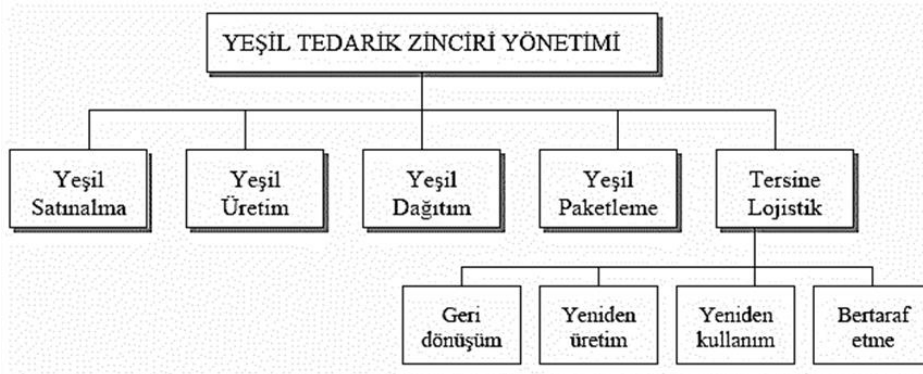 YEŞİL TEDARİK ZİNCİRİ YÖNETİMİ
Yeşil
Satınalma
Yeşil
Üretim
Yeşil
Dağıtım
Yeşil
Paketleme
Tersine
Lojistik
Geri
dönüşüm
Yeniden
üretim
Yeniden
kullanım
Bertaraf
etme